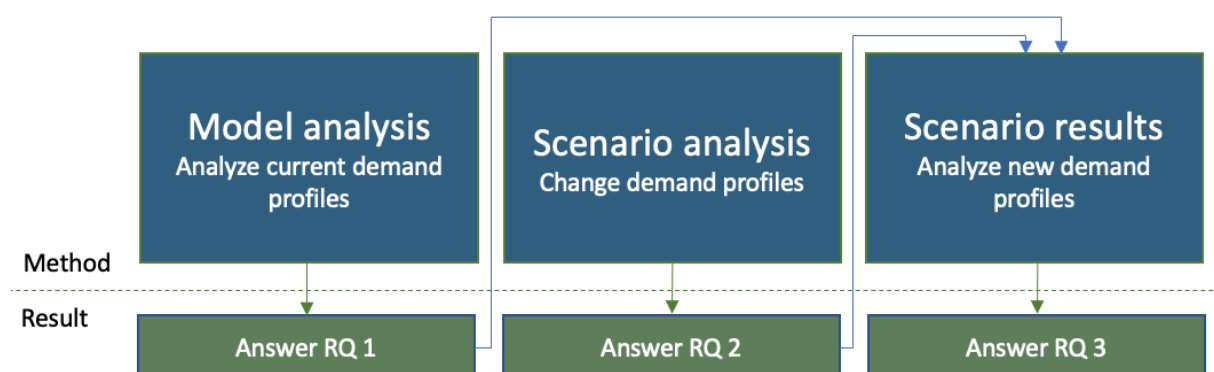 Model analysis
Analyze current demand
profiles
Scenario analysis
Change demand profiles
Scenario results
Analyze new demand
profiles
Method
Result
Answer RQ 1
Answer RQ 2
Answer RQ 3